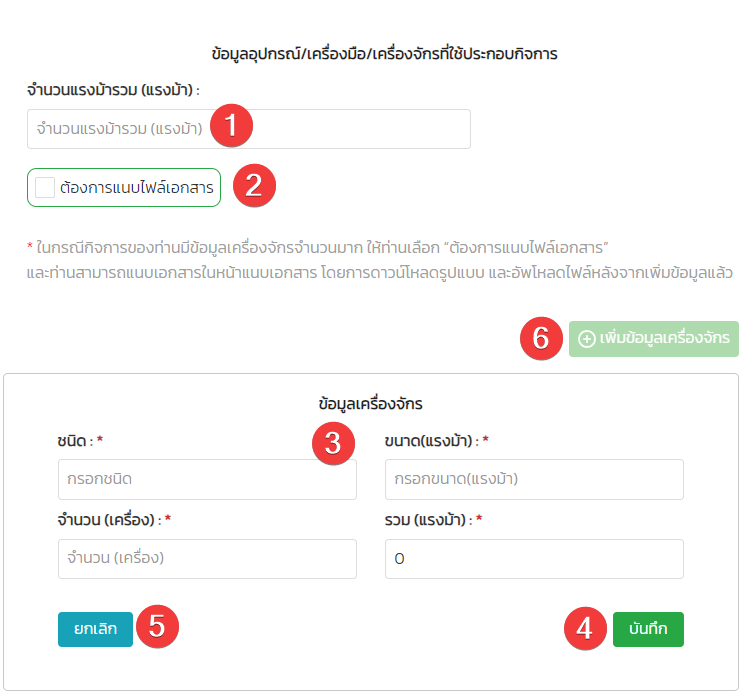 ข้อมูลอุปกรณ์/เครื่องมือ/เครื่องจักรที่ใช้ประกอบกิจการ
จำนวนแรงม้ารวม (แรงม้า) :
จำนวนแรงม้ารวม (แรงม้า) 1
ต้องการแนบไฟล์เอกสาร 2
* ในกรณีกิจการของท่านมีข้อมูลเครื่องจักรจำนวนมาก ให้ท่านเลือก “ต้องการแนบไฟล์เอกสาร”
และท่านสามารถแนบเอกสารในหน้าแนบเอกสาร โดยการดาวน์โหลดรูปแบบ และอัพโหลดไฟล์หลังจากเพิ่มข้อมูลแล้ว
6 เพิ่มข้อมูลเครื่องจักร
ข้อมูลเครื่องจักร
ชนิด : * 3 ขนาด(แรงม้า) : *
กรอกชนิด กรอกขนาด(แรงม้า)
จำนวน (เครื่อง) : * รวม (แรงม้า) : *
จำนวน (เครื่อง) 0
ยกเลิก 5 4 บันทึก